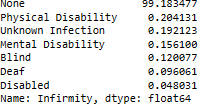 None 99.183477
Physical Disability 0.204131
Unknown Infection 0.192123
Mental Disability 0.156100
Blind 0.120077
Deaf 0.096061
Disabled 0.048031
Name: Infirmity, dtype: float64